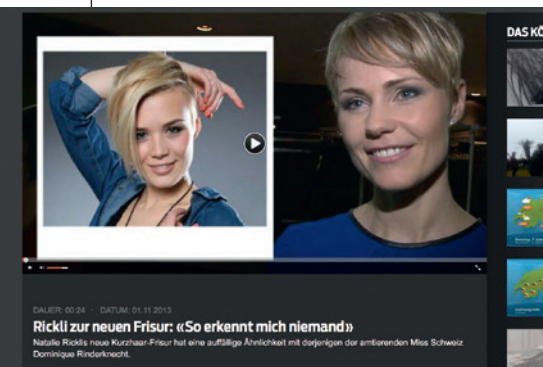 DAS KÖ
DAUER: 00:24 · DATUM: 01.11.2013
Rickli zur neuen Frisur: «So erkennt mich niemand»
Natalie Ricklis neue Kurzhaar-Frisur hat eine auffällige Ähnlichkeit mit derjenigen der amtierenden Miss Schweiz
Dominique Rinderknecht.